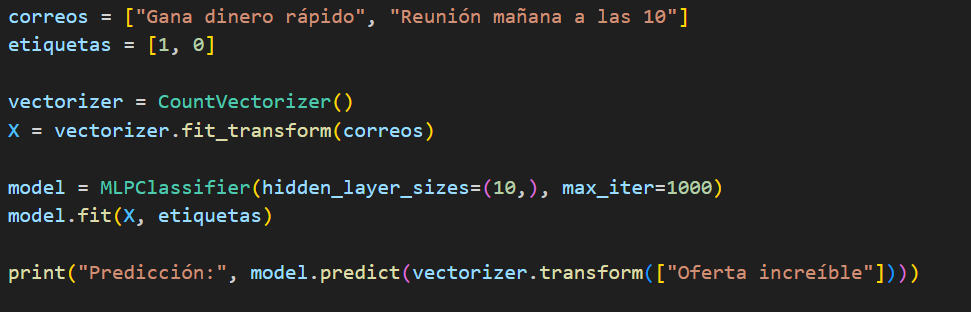 correos = ["Gana dinero rápido", "Reunión mañana a las 10"]
etiquetas = [1, 0]
vectorizer = CountVectorizer()
X = vectorizer.fit_transform(correos)
model = MLPClassifier(hidden_layer_sizes=(10,), max_iter=1000)
model.fit(X, etiquetas)
print("Predicción:", model.predict(vectorizer.transform(["Oferta increíble"])))